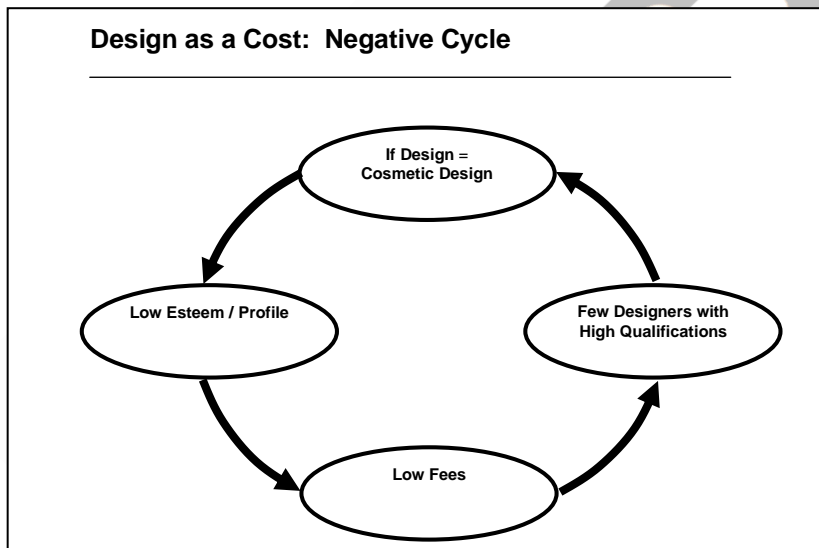 Design as a Cost:  Negative Cycle
If Design =
Cosmetic Design
Low Esteem / Profile
Few Designers with
High Qualifications
Low Fees